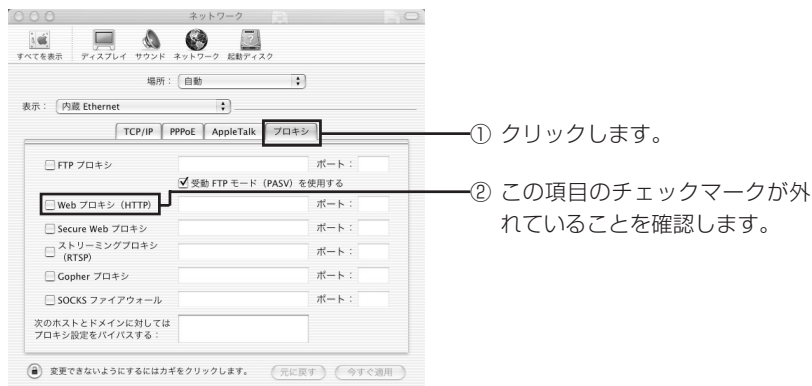 ネットワーク
すべてを表示 ディスプレイ サウンド ネットワーク 起動ディスク
場所： 自動
表示： 内蔵 Ethernet
TCP/IP PPPoE AppleTalk プロキシ
① クリックします。
FTP プロキシ ポート：
受動 FTP モード（PASV）を使用する
② この項目のチェックマークが外
れていることを確認します。
Web プロキシ（HTTP） ポート：
Secure Web プロキシ ポート：
ストリーミングプロキシ
（RTSP） ポート：
Gopher プロキシ ポート：
SOCKS ファイアウォール ポート：
次のホストとドメインに対しては
プロキシ設定をバイパスする：
変更できないようにするにはカギをクリックします。 元に戻す 今すぐ適用